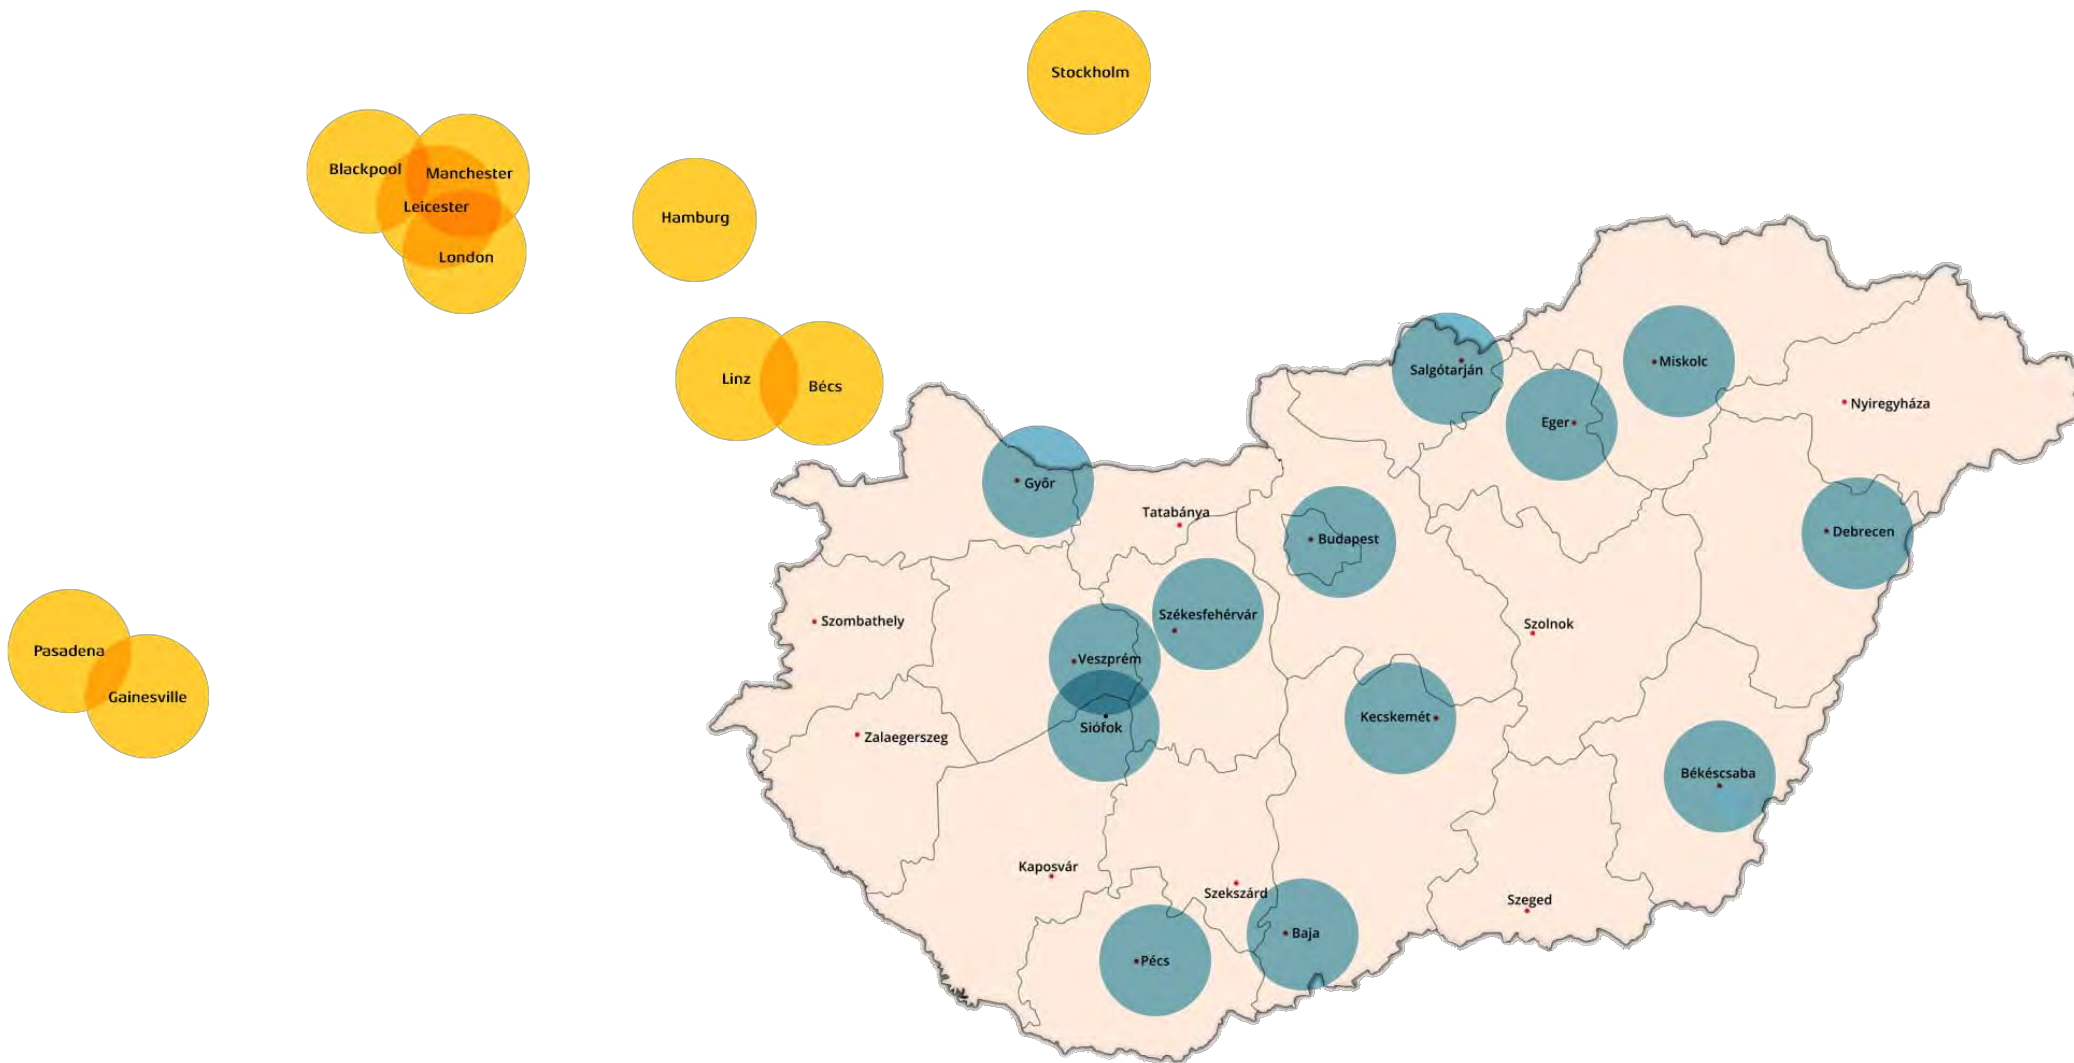 Stockholm
Blackpool
Manchester
Leicester
London
Hamburg
Linz
Bécs
Pasadena
Gainesville
Salgótarján
Miskolc
Eger
Nyiregyháza
Győr
Tatabánya
Budapest
Debrecen
Szombathely
Székesfehérvár
Szolnok
Veszprém
Siófok
Kecskemét
Zalaegerszeg
Békéscsaba
Kaposvár
Szekszárd
Szeged
Baja
Pécs